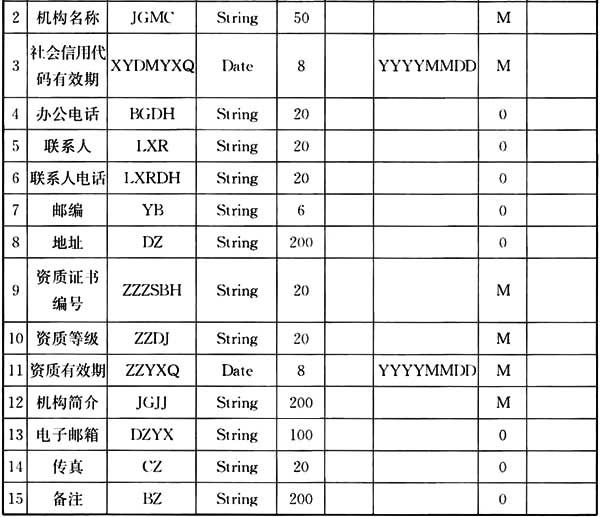 2 机构名称 JGMC String 50 M
3 社会信用代码有效期 XYDMYXQ Date 8 YYYYMMDD M
4 办公电话 BGDH String 20 0
5 联系人 LXR String 20 0
6 联系人电话 LXRDH String 20 0
7 邮编 YB String 6 0
8 地址 DZ String 200 0
9 资质证书编号 ZZZSBH String 20 M
10 资质等级 ZZDJ String 20 M
11 资质有效期 ZZYXQ Date 8 YYYYMMDD M
12 机构简介 JGJJ String 200 M
13 电子邮箱 DZYX String 100 0
14 传真 CZ String 20 0
15 备注 BZ String 200 0